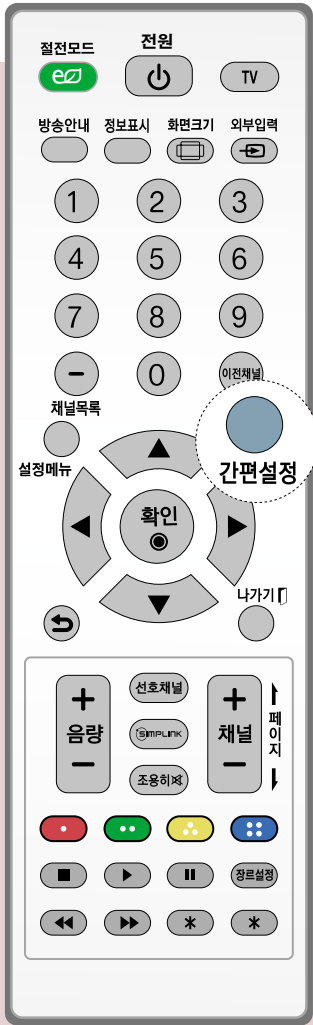 절전모드 전원
TV
방송안내 정보표시 화면크기 외부입력
1 2 3
4 5 6
7 8 9
- 0 이전채널
채널목록
설정메뉴
간편설정
확인
나가기
+ 선호채널 +
음량 SIMPLINK 채널
- 조용히 -
페이지
장르설정
* *